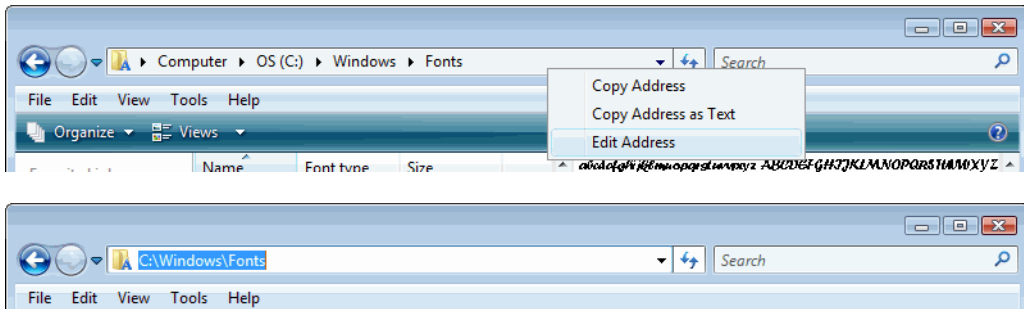 Computer OS (C:) Windows Fonts Search
Copy Address
File Edit View Tools Help
Copy Address as Text
Organize Views
Edit Address
Name Font type Size
C:\Windows\Fonts Search
File Edit View Tools Help